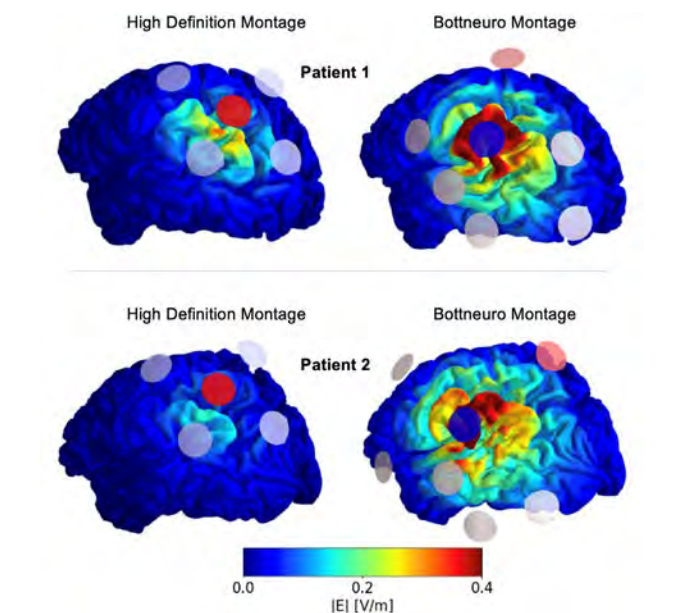 High Definition Montage
Bottneuro Montage
Patient 1
High Definition Montage
Bottneuro Montage
Patient 2
0.0
0.2
0.4
|E| [V/m]